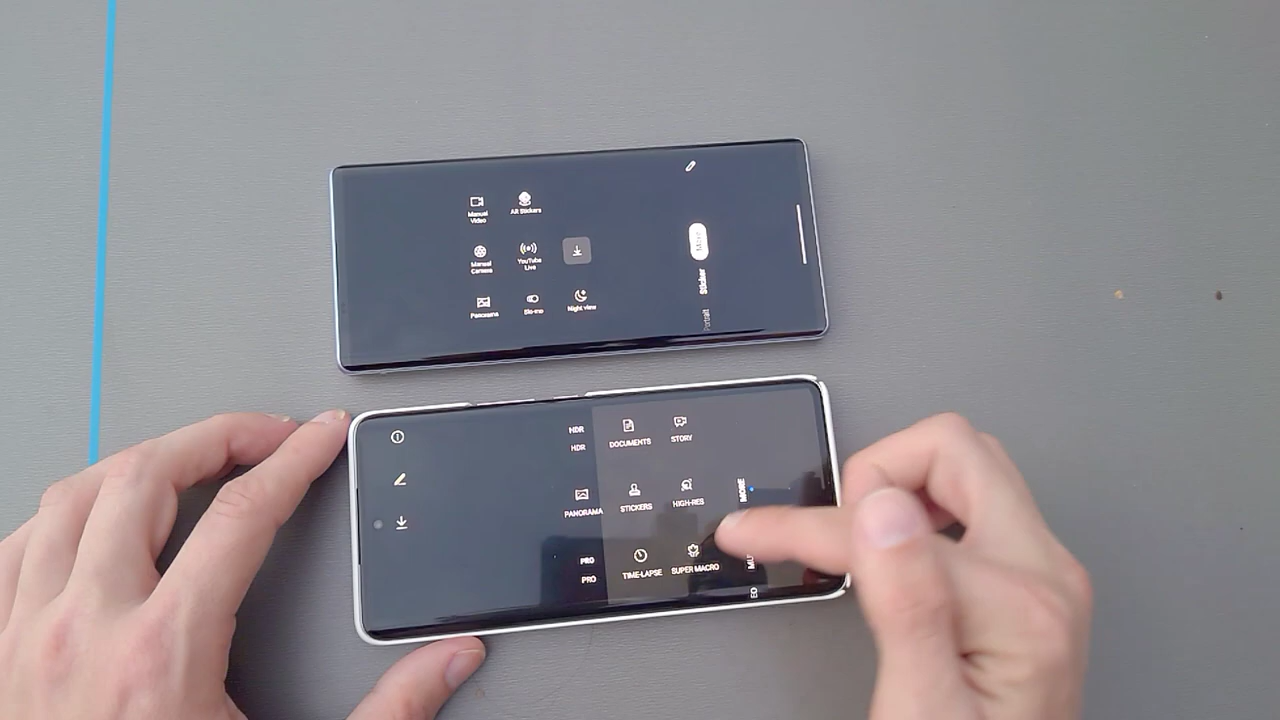 Manual
Video
AR Stickers
Manual
Camera
YouTube
Live
Panorama
Slo-mo
Night view
More
Sticker
Portrait
HDR
HDR
DOCUMENTS
STORY
PANORAMA
STICKERS
HIGH-RES
MORE
PRO
PRO
TIME-LAPSE
SUPER MACRO